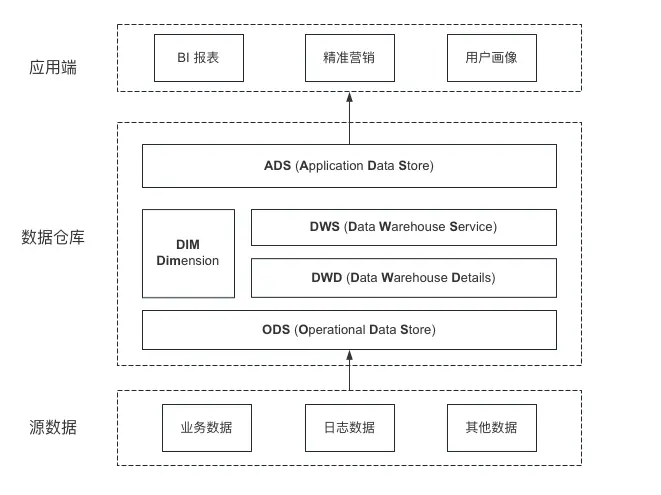 应用端
BI 报表
精准营销
用户画像
数据仓库
ADS (Application Data Store)
DIM
Dimension
DWS (Data Warehouse Service)
DWD (Data Warehouse Details)
ODS (Operational Data Store)
源数据
业务数据
日志数据
其他数据